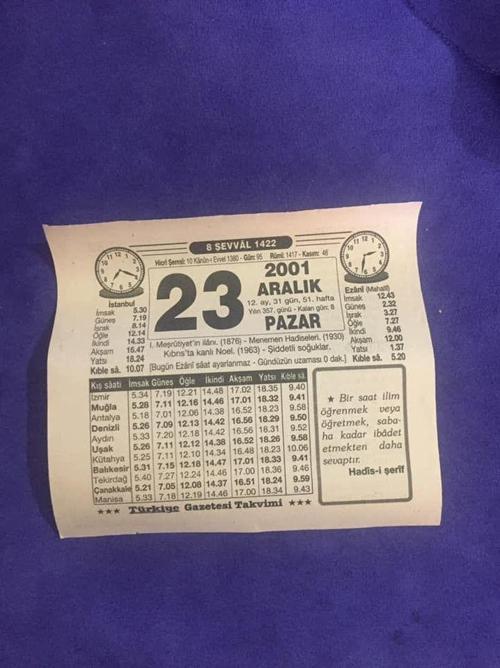 8 ŞEVVÂL 1422
Hicrî Şemsî: 10 Kânûn-i Evvel 1380 - Gün: 95 Rûmî: 1417 - Kasım: 46
23
2001
ARALIK
12. ay, 31 gün, 51. hafta
Yılın 357. günü - Kalan gün: 8
PAZAR
İstanbul
İmsak 5.30
Güneş 7.19
İşrak 8.14
Öğle 12.14
İkindi 14.33
Akşam 16.47
Yatsı 18.24
Kıble sâ. 10.07
Ezânî (Mahallî)
İmsak 12.43
Güneş 2.32
İşrak 3.27
Öğle 7.27
İkindi 9.46
Akşam 12.00
Yatsı 1.37
Kıble sâ. 5.20
I. Meşrûtiyet'in ilânı. (1876) - Menemen Hadiseleri. (1930)
Kıbrıs'ta kanlı Noel. (1963) - Şiddetli soğuklar.
[Bugün Ezânî sâat ayarlanmaz - Gündüzün uzaması 0 dak.]
Kış sâati İmsak Güneş Öğle İkindi Akşam Yatsı Kıble sâ.
İzmir 5.34 7.19 12.21 14.48 17.02 18.35 9.40
Muğla 5.28 7.11 12.16 14.46 17.01 18.32 9.41
Antalya 5.18 7.01 12.06 14.38 16.52 18.23 9.58
Denizli 5.26 7.09 12.13 14.42 16.56 18.29 9.50
Aydın 5.33 7.20 12.18 14.42 16.56 18.31 9.52
Uşak 5.26 7.11 12.12 14.38 16.52 18.26 9.58
Kütahya 5.25 7.11 12.10 14.34 16.48 18.23 10.06
Balıkesir 5.31 7.15 12.18 14.47 17.01 18.33 9.41
Tekirdağ 5.40 7.27 12.24 14.46 17.00 18.36 9.46
Çanakkale 5.21 7.05 12.08 14.37 16.51 18.24 9.59
Manisa 5.33 7.18 12.19 14.46 17.00 18.34 9.43
★ Bir saat ilim
öğrenmek veya
öğretmek, saba-
ha kadar ibâdet
etmekten daha
sevaptır.
Hadîs-i şerîf
★★★ Türkiye Gazetesi Takvimi ★★★